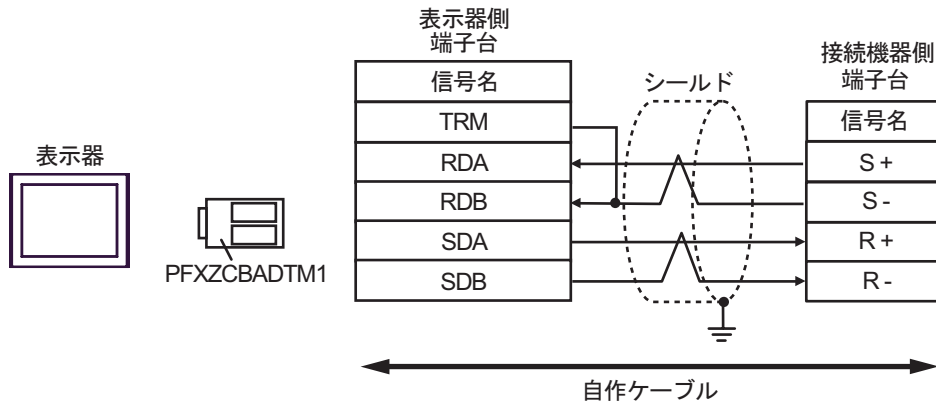 表示器
PFXZCBADTM1
表示器側
端子台
信号名
TRM
RDA
RDB
SDA
SDB
シールド
接続機器側
端子台
信号名
S +
S -
R +
R -
自作ケーブル